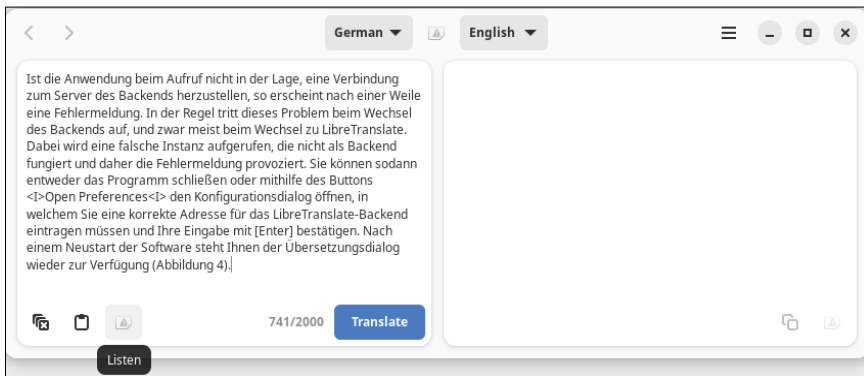 German
English
Ist die Anwendung beim Aufruf nicht in der Lage, eine Verbindung
zum Server des Backends herzustellen, so erscheint nach einer Weile
eine Fehlermeldung. In der Regel tritt dieses Problem beim Wechsel
des Backends auf, und zwar meist beim Wechsel zu LibreTranslate.
Dabei wird eine falsche Instanz aufgerufen, die nicht als Backend
fungiert und daher die Fehlermeldung provoziert. Sie können sodann
entweder das Programm schließen oder mithilfe des Buttons
<I>Open Preferences<I> den Konfigurationsdialog öffnen, in
welchem Sie eine korrekte Adresse für das LibreTranslate-Backend
eintragen müssen und Ihre Eingabe mit [Enter] bestätigen. Nach
einem Neustart der Software steht Ihnen der Übersetzungsdialog
wieder zur Verfügung (Abbildung 4).
741/2000
Translate
Listen